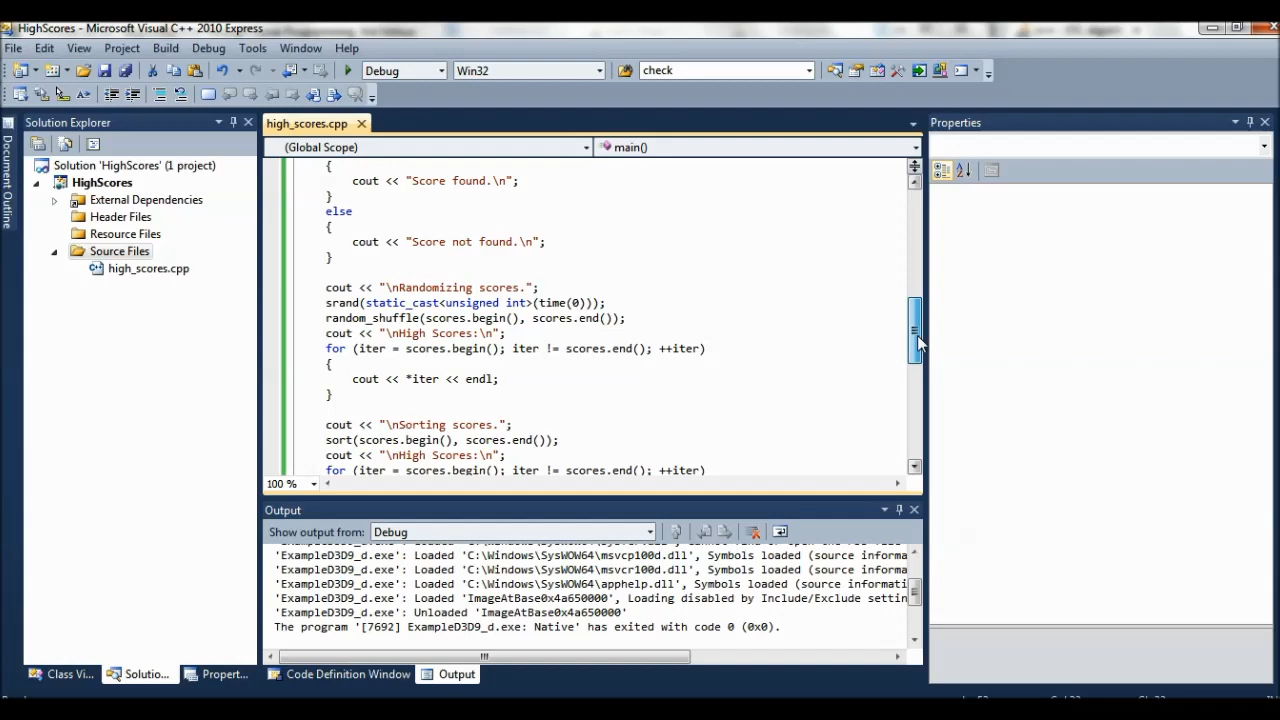 HighScores - Microsoft Visual C++ 2010 Express
File Edit View Project Build Debug Tools Window Help
Debug Win32 check
Document Outline
Solution Explorer
Solution 'HighScores' (1 project)
HighScores
External Dependencies
Header Files
Resource Files
Source Files
high_scores.cpp
high_scores.cpp
(Global Scope) main()
{
cout << "Score found.\n";
}
else
{
cout << "Score not found.\n";
}
cout << "\nRandomizing scores.";
srand(static_cast<unsigned int>(time(0)));
random_shuffle(scores.begin(), scores.end());
cout << "\nHigh Scores:\n";
for (iter = scores.begin(); iter != scores.end(); ++iter)
{
cout << *iter << endl;
}
cout << "\nSorting scores.";
sort(scores.begin(), scores.end());
cout << "\nHigh Scores:\n";
for (iter = scores.begin(); iter != scores.end(); ++iter)
100 %
Output
Show output from: Debug
'ExampleD3D9_d.exe': Loaded 'C:\Windows\SysWOW64\msvcp100d.dll', Symbols loaded (source informa
'ExampleD3D9_d.exe': Loaded 'C:\Windows\SysWOW64\msvcr100d.dll', Symbols loaded (source informa
'ExampleD3D9_d.exe': Loaded 'C:\Windows\SysWOW64\apphelp.dll', Symbols loaded (source informati
'ExampleD3D9_d.exe': Loaded 'ImageAtBase0x4a650000', Loading disabled by Include/Exclude settin
'ExampleD3D9_d.exe': Unloaded 'ImageAtBase0x4a650000'
The program '[7692] ExampleD3D9_d.exe: Native' has exited with code 0 (0x0).
Properties
Class Vi... Solutio... Propert... Code Definition Window Output